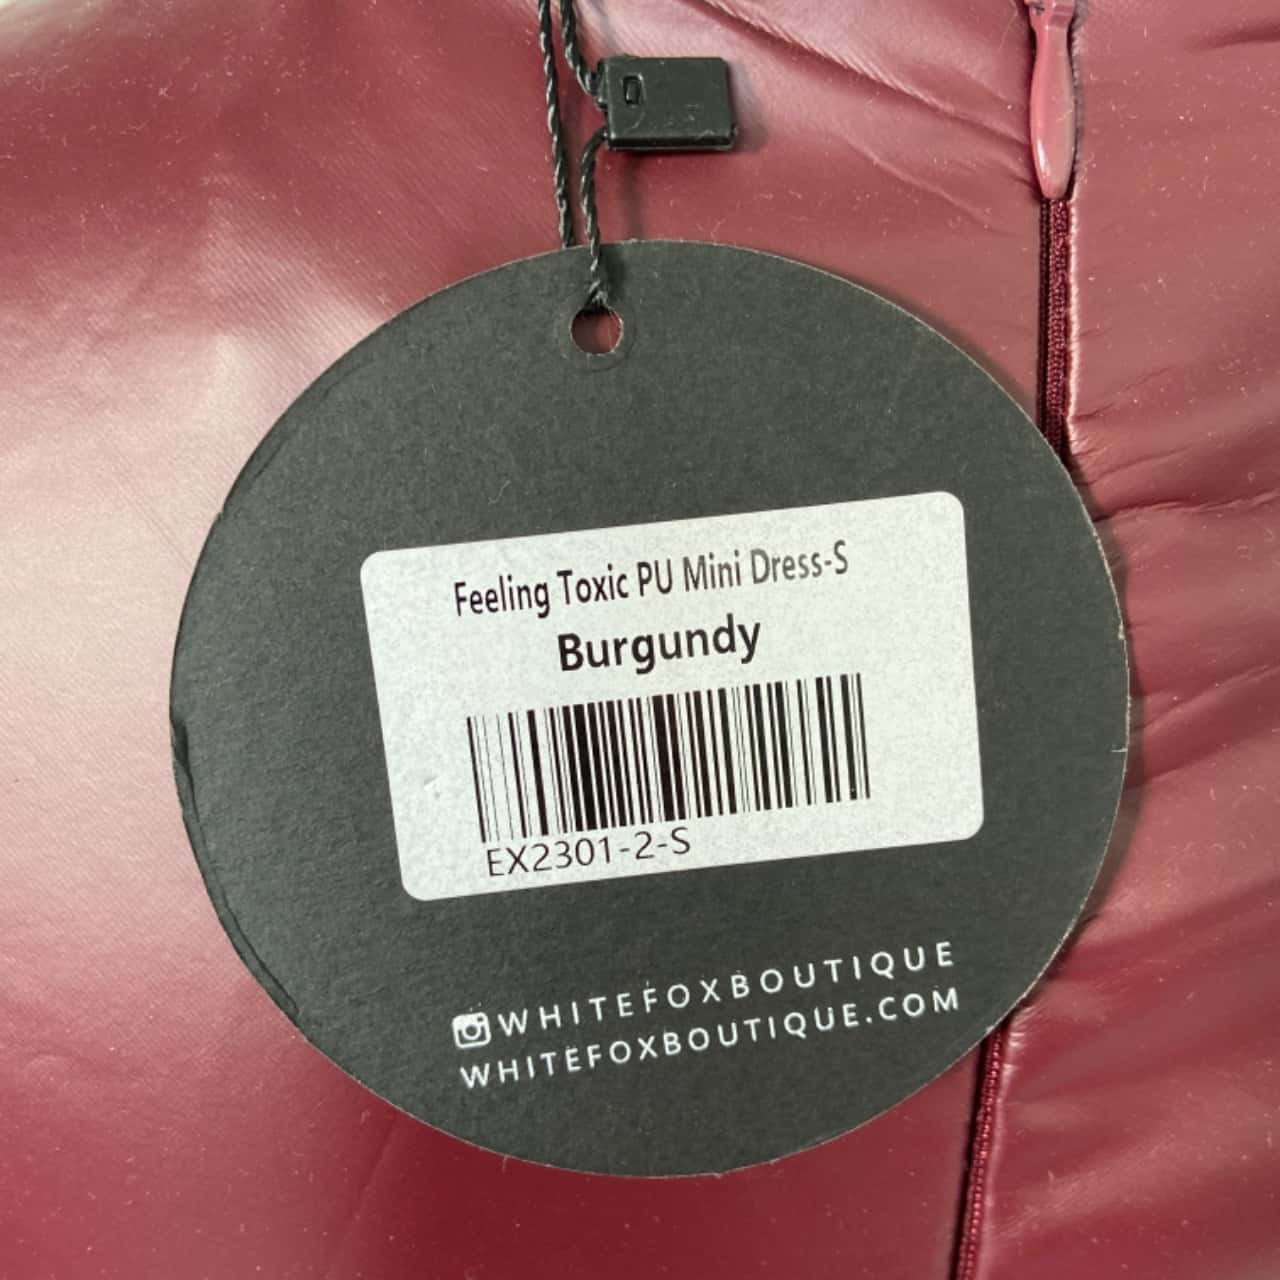 Feeling Toxic PU Mini Dress-S
Burgundy
EX2301-2-S
WHITEFOXBOUTIQUE
WHITEFOXBOUTIQUE.COM